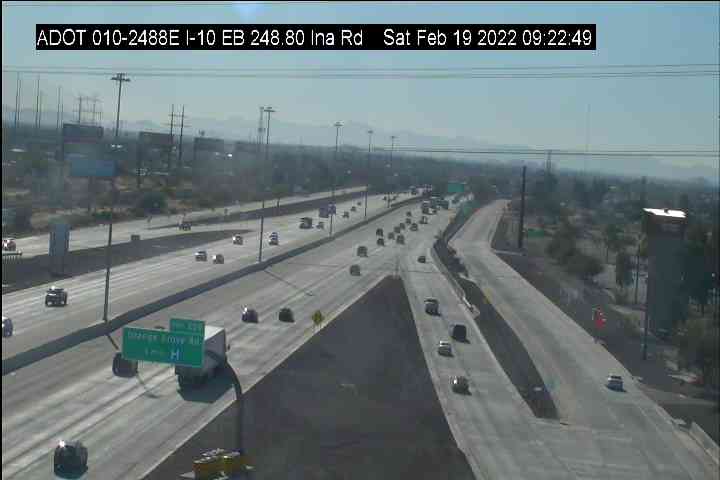 ADOT 010-2488E I-10 EB 248.80 Ina Rd Sat Feb 19 2022 09:22:49
Orange Grove Rd
H